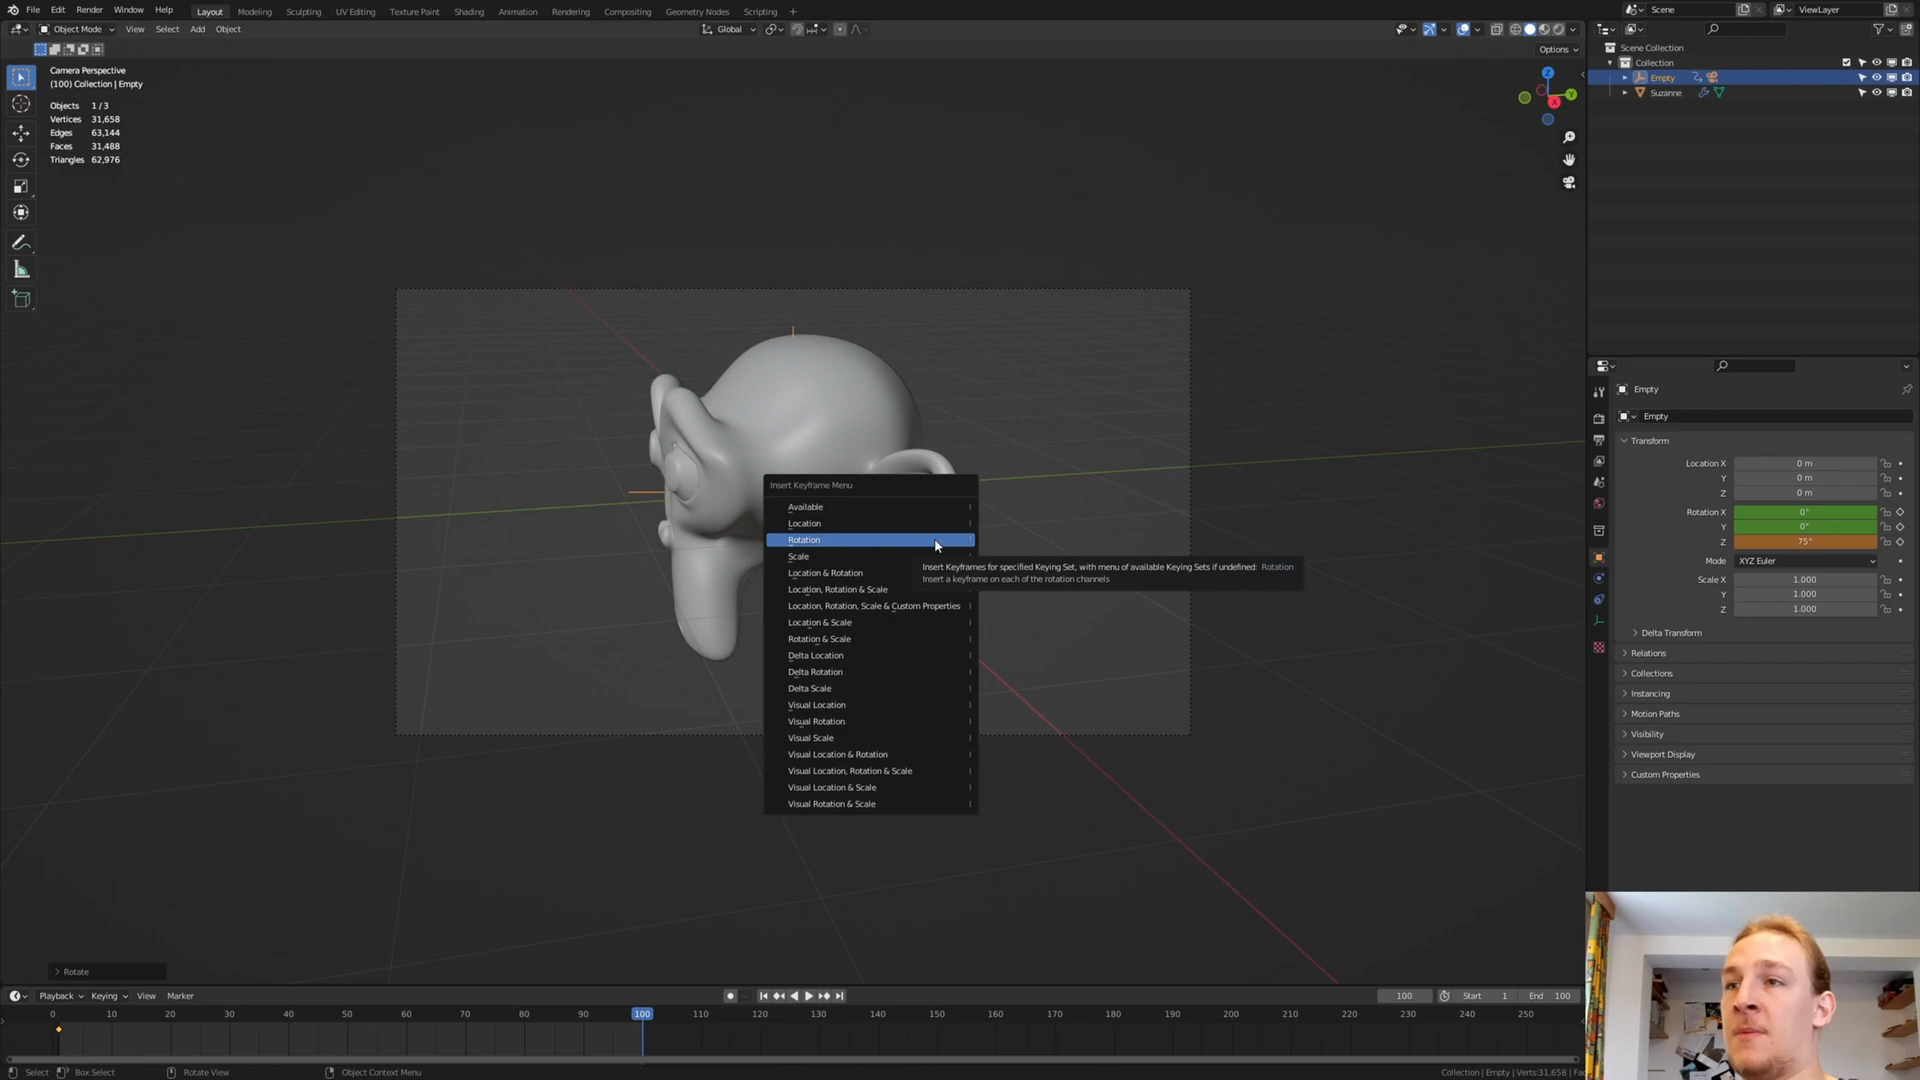 File Edit Render Window Help Layout Modeling Sculpting UV Editing Texture Paint Shading Animation Rendering Compositing Geometry Nodes Scripting + Scene ViewLayer
Object Mode View Select Add Object Global
Options
Camera Perspective
(100) Collection | Empty
Objects 1 / 3
Vertices 31,658
Edges 63,144
Faces 31,488
Triangles 62,976
Z
Y
X
Scene Collection
Collection
Empty
Suzanne
Insert Keyframe Menu
Available I
Location I
Rotation I
Scale I
Location & Rotation I
Location, Rotation & Scale
Location, Rotation, Scale & Custom Properties I
Location & Scale I
Rotation & Scale I
Delta Location I
Delta Rotation I
Delta Scale I
Visual Location I
Visual Rotation I
Visual Scale I
Visual Location & Rotation I
Visual Location, Rotation & Scale I
Visual Location & Scale I
Visual Rotation & Scale I
Insert Keyframes for specified Keying Set, with menu of available Keying Sets if undefined: Rotation
Insert a keyframe on each of the rotation channels
Empty
Empty
Transform
Location X 0 m
Y 0 m
Z 0 m
Rotation X 0°
Y 0°
Z 75°
Mode XYZ Euler
Scale X 1.000
Y 1.000
Z 1.000
Delta Transform
Relations
Collections
Instancing
Motion Paths
Visibility
Viewport Display
Custom Properties
Rotate
Playback Keying View Marker 100 Start 1 End 100
0 10 20 30 40 50 60 70 80 90 100 110 120 130 140 150 160 170 180 190 200 210 220 230 240 250
Select Box Select Rotate View Object Context Menu Collection | Empty | Verts:31,658 |